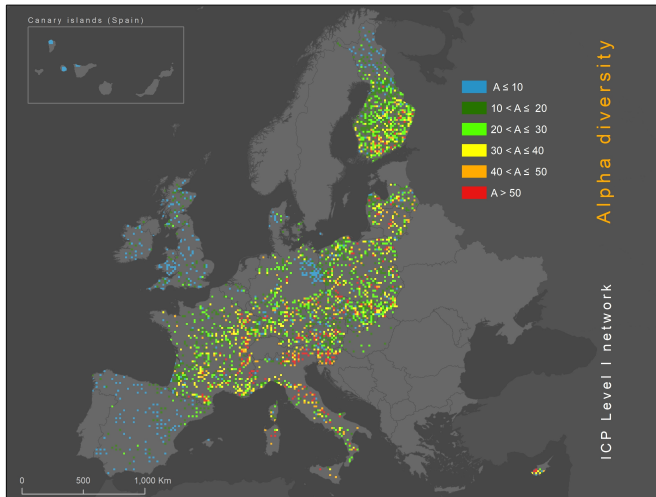 Canary islands (Spain)
A ≤ 10
10 < A ≤ 20
20 < A ≤ 30
30 < A ≤ 40
40 < A ≤ 50
A > 50
Alpha diversity
ICP Level I network
0 500 1,000 Km